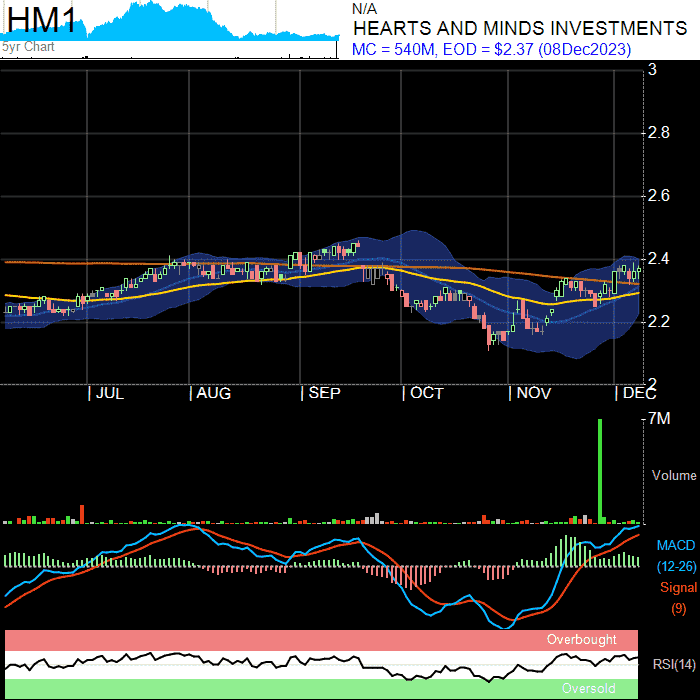 HM1
5yr Chart
N/A
HEARTS AND MINDS INVESTMENTS
MC = 540M, EOD = $2.37 (08Dec2023)
3
2.8
2.6
2.4
2.2
2
| JUL | AUG | SEP | OCT | NOV | DEC
7M
Volume
MACD
(12-26)
Signal
(9)
Overbought
RSI(14)
Oversold